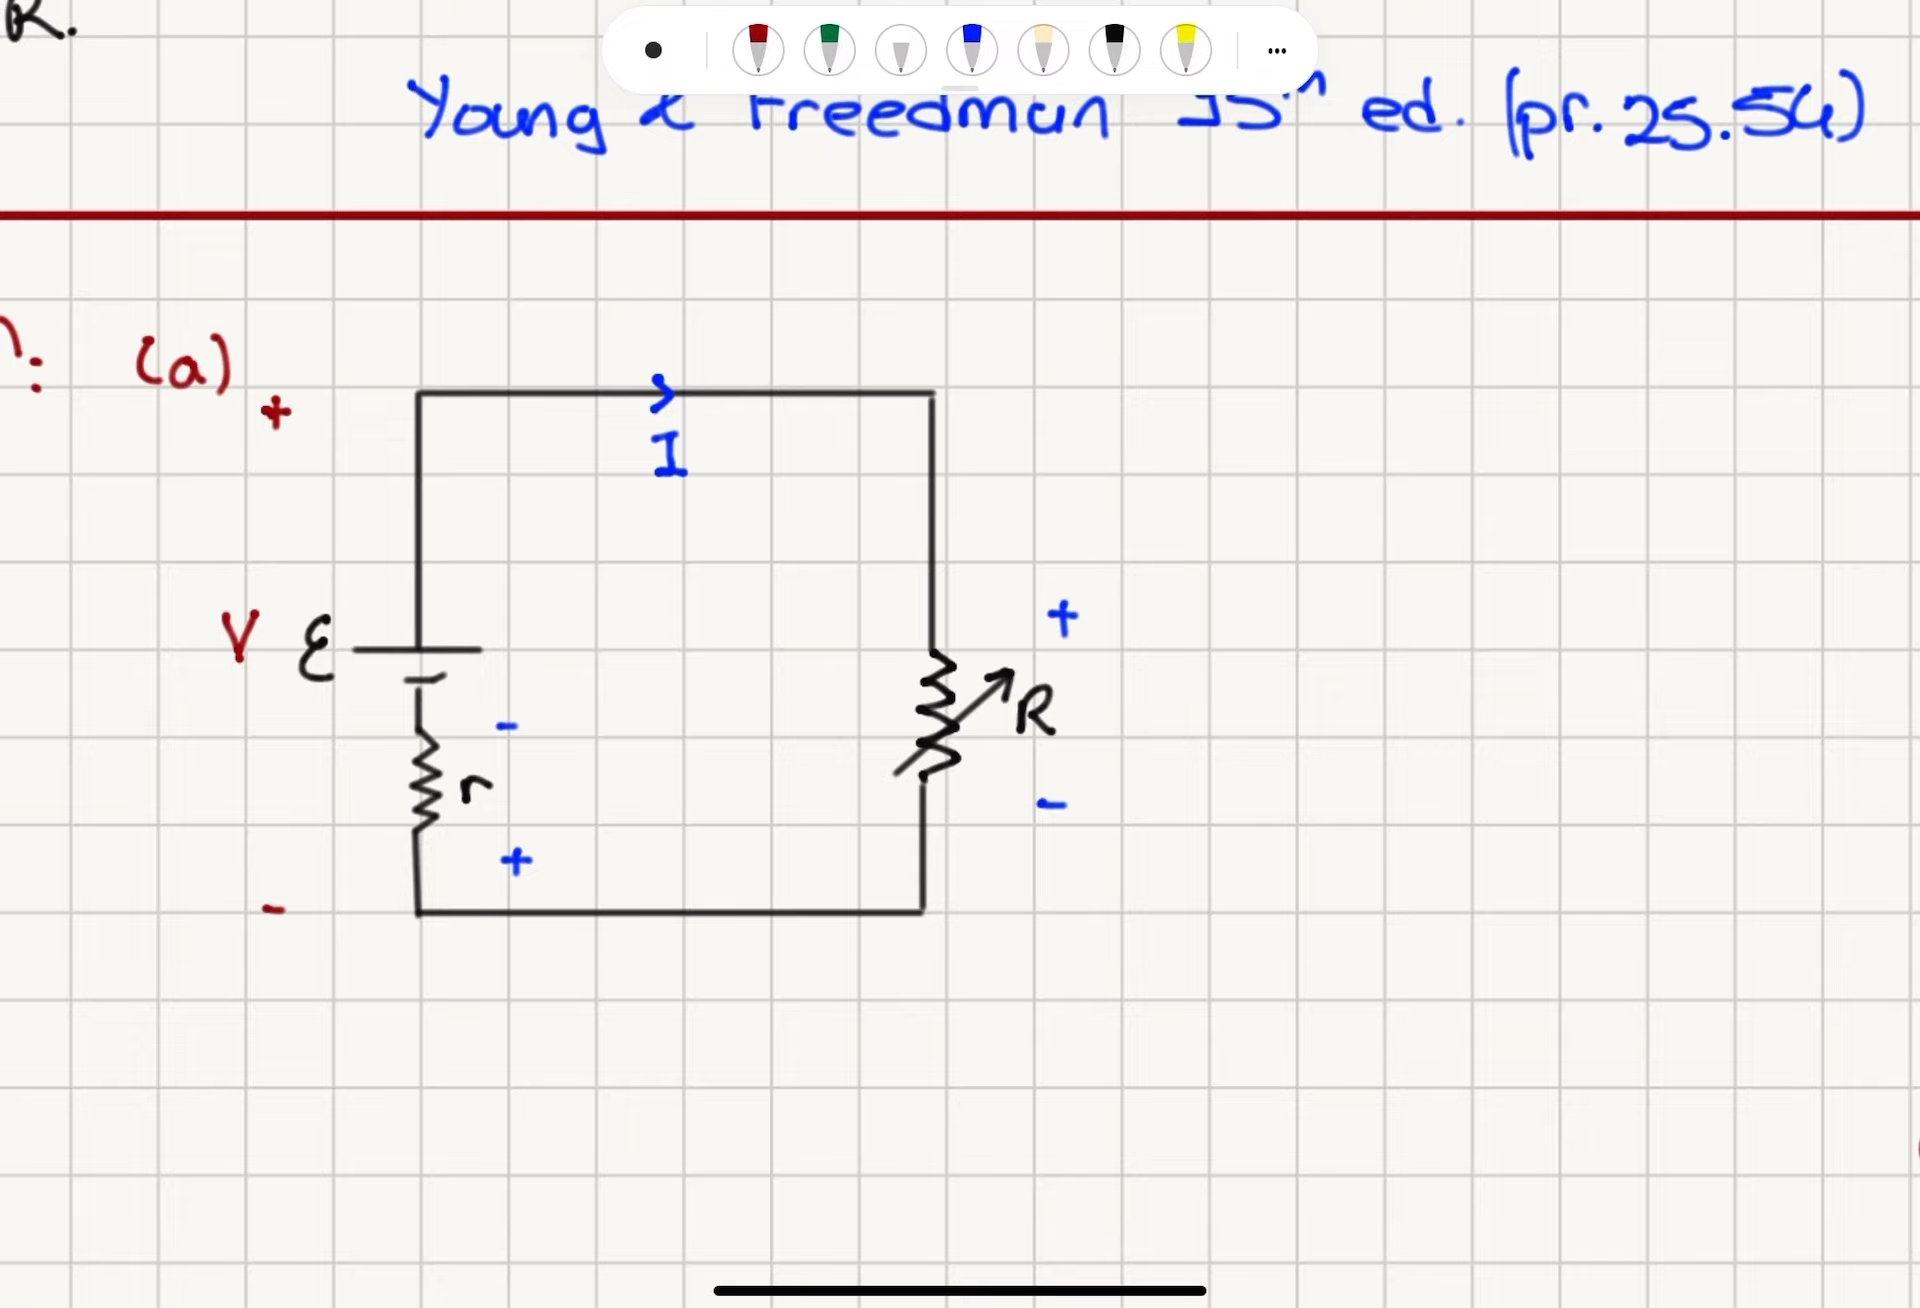 R.
Young & Freedman 15th ed. (pr. 25.54)
: (a)
+
I
V ε
+
R
-
r
-
+
-